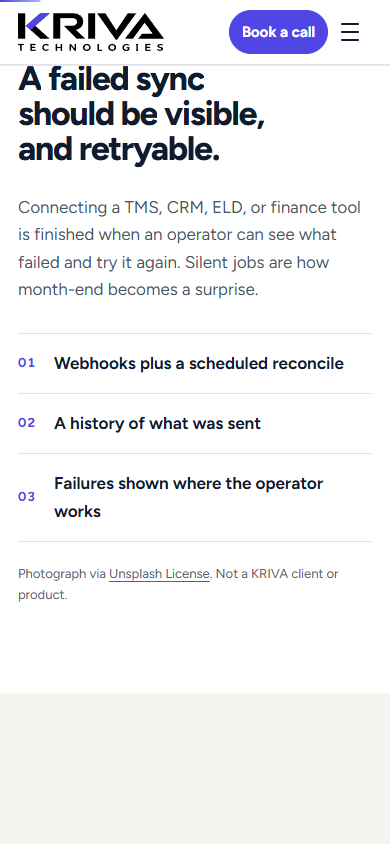 KRIVA
TECHNOLOGIES
Book a call
A failed sync
should be visible,
and retryable.
Connecting a TMS, CRM, ELD, or finance tool
is finished when an operator can see what
failed and try it again. Silent jobs are how
month-end becomes a surprise.
01 Webhooks plus a scheduled reconcile
02 A history of what was sent
03 Failures shown where the operator
works
Photograph via Unsplash License. Not a KRIVA client or
product.